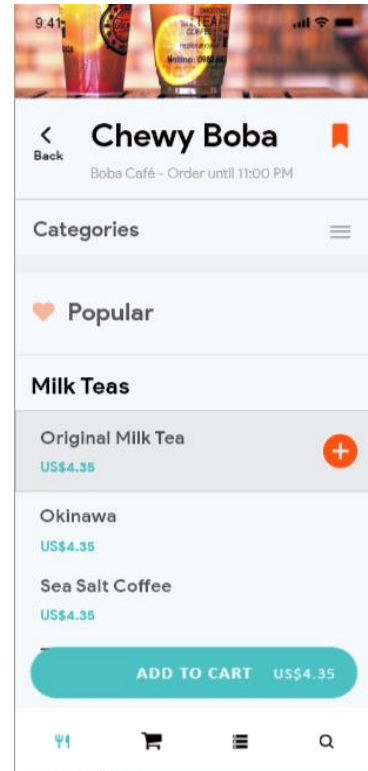 9:41
TEA
COFFEE
Back
Chewy Boba
Boba Café - Order until 11:00 PM
Categories
Popular
Milk Teas
Original Milk Tea
US$4.35
Okinawa
US$4.35
Sea Salt Coffee
US$4.35
ADD TO CART US$4.35